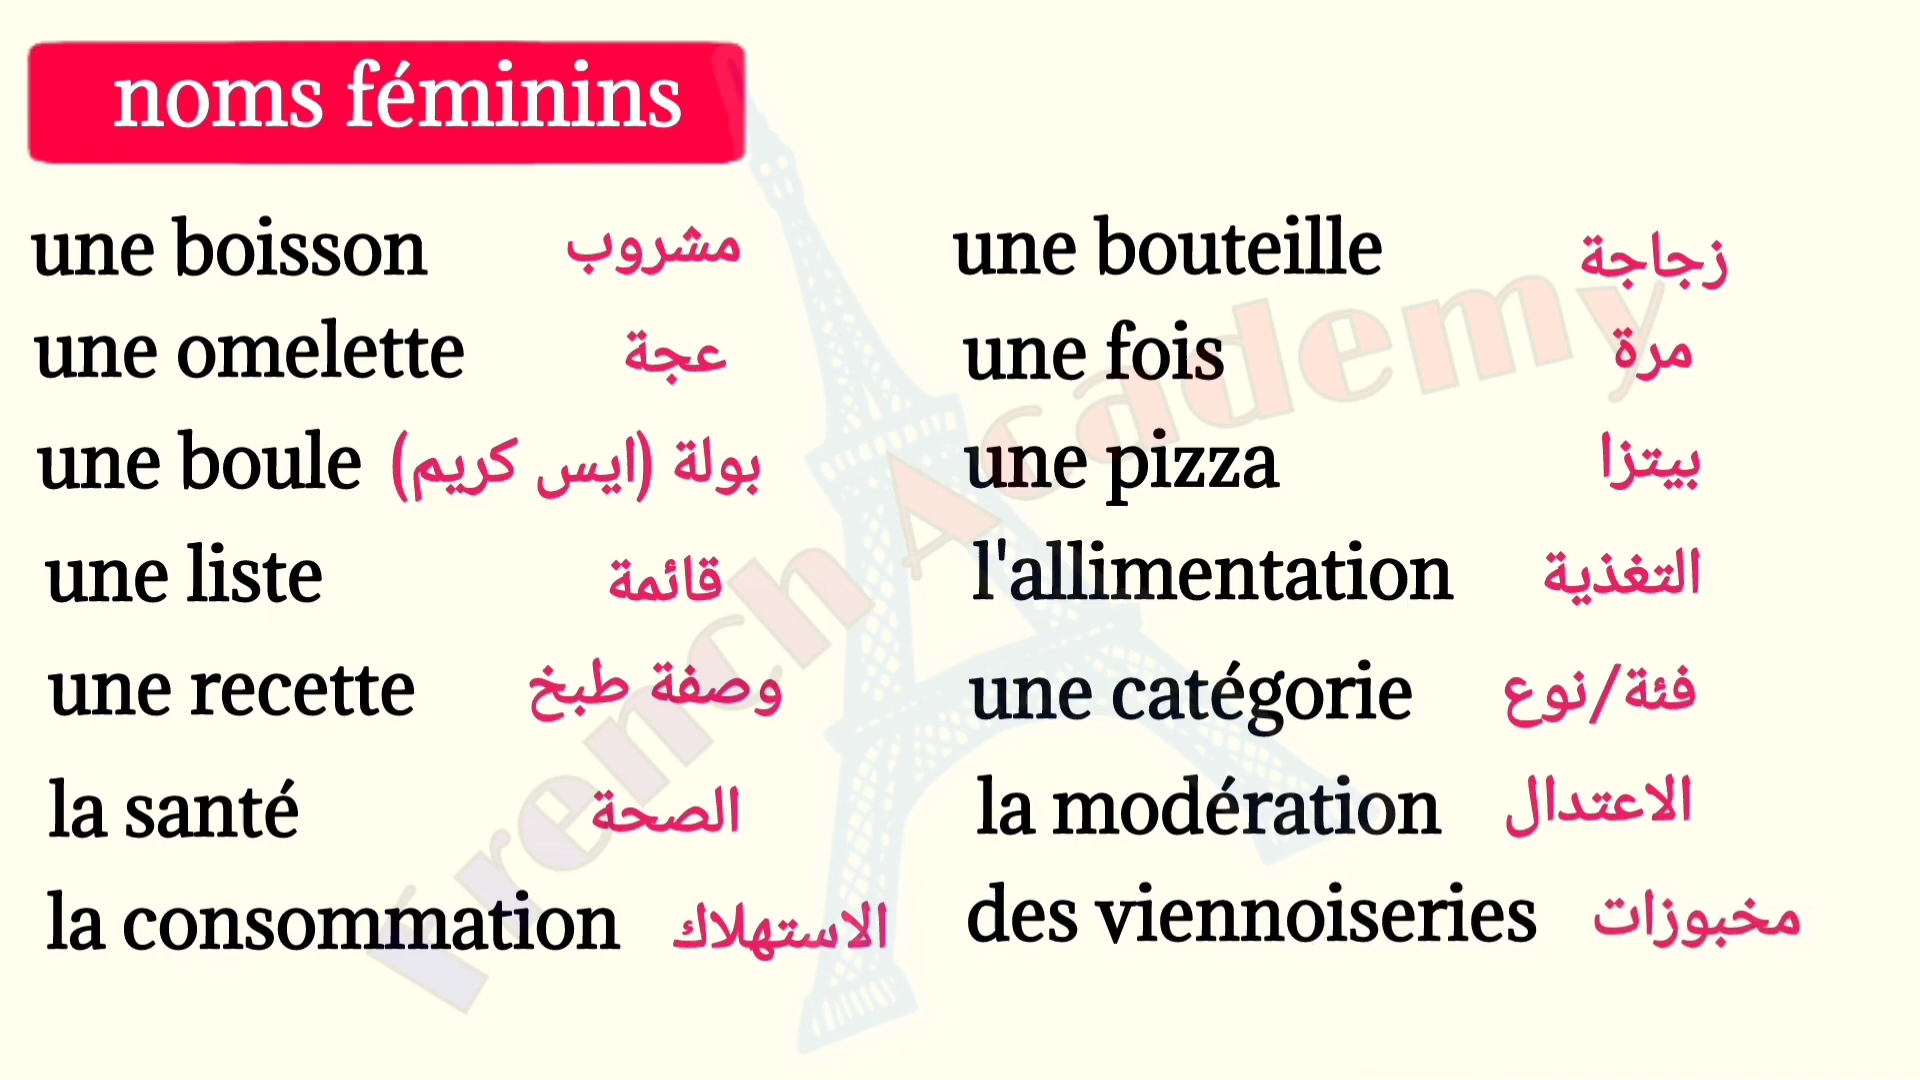 noms féminins
une boisson مشروب
une omelette عجة
une boule بولة (ايس كريم)
une liste قائمة
une recette وصفة طبخ
la santé الصحة
la consommation الاستهلاك
une bouteille زجاجة
une fois مرة
une pizza بيتزا
l'allimentation التغذية
une catégorie فئة/نوع
la modération الاعتدال
des viennoiseries مخبوزات
French Academy